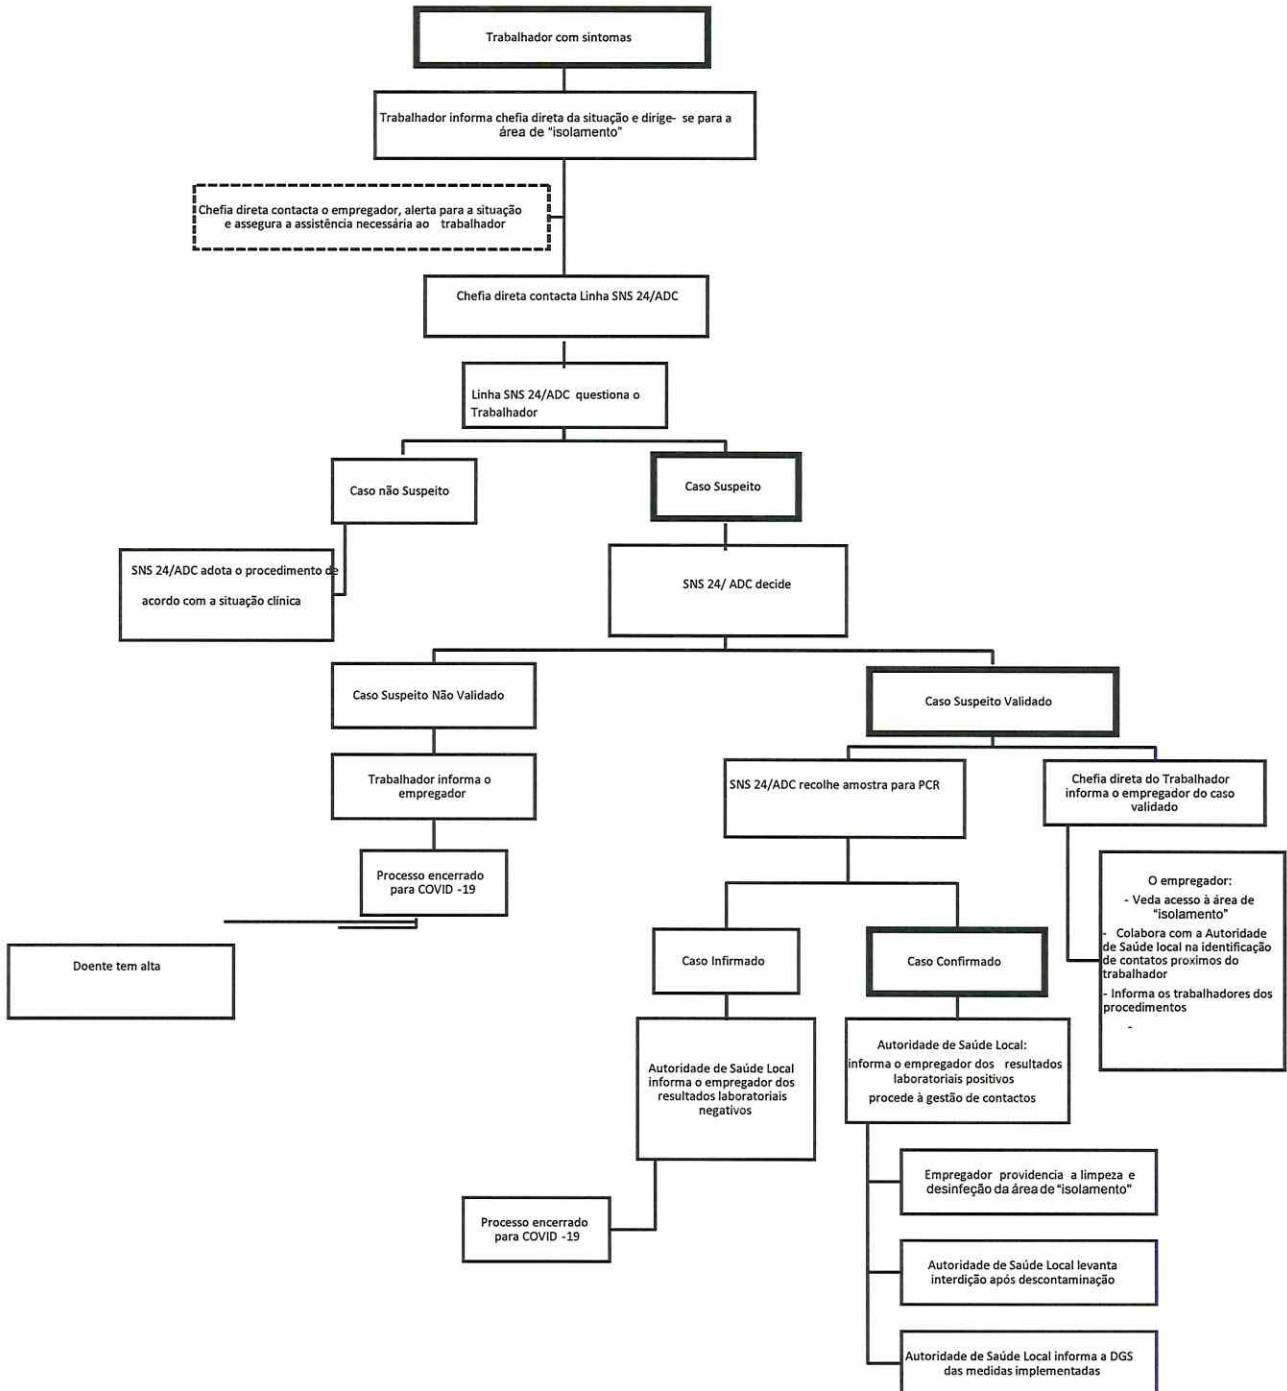 Trabalhador com sintomas
Trabalhador informa chefia direta da situação e dirige- se para a
área de "isolamento"
Chefia direta contacta o empregador, alerta para a situação
e assegura a assistência necessária ao trabalhador
Chefia direta contacta Linha SNS 24/ADC
Linha SNS 24/ADC questiona o
Trabalhador
Caso não Suspeito
Caso Suspeito
SNS 24/ADC adota o procedimento de
acordo com a situação clínica
SNS 24/ ADC decide
Caso Suspeito Não Validado
Caso Suspeito Validado
Trabalhador informa o
empregador
SNS 24/ADC recolhe amostra para PCR
Chefia direta do Trabalhador
informa o empregador do caso
validado
Processo encerrado
para COVID -19
O empregador:
- Veda acesso à área de
"isolamento"
- Colabora com a Autoridade
de Saúde local na identificação
de contatos proximos do
trabalhador
- Informa os trabalhadores dos
procedimentos
-
Doente tem alta
Caso Infirmado
Caso Confirmado
Autoridade de Saúde Local
informa o empregador dos
resultados laboratoriais
negativos
Autoridade de Saúde Local:
informa o empregador dos resultados
laboratoriais positivos
procede à gestão de contactos
Processo encerrado
para COVID -19
Empregador providencia a limpeza e
desinfeção da área de "isolamento"
Autoridade de Saúde Local levanta
interdição após descontaminação
Autoridade de Saúde Local informa a DGS
das medidas implementadas